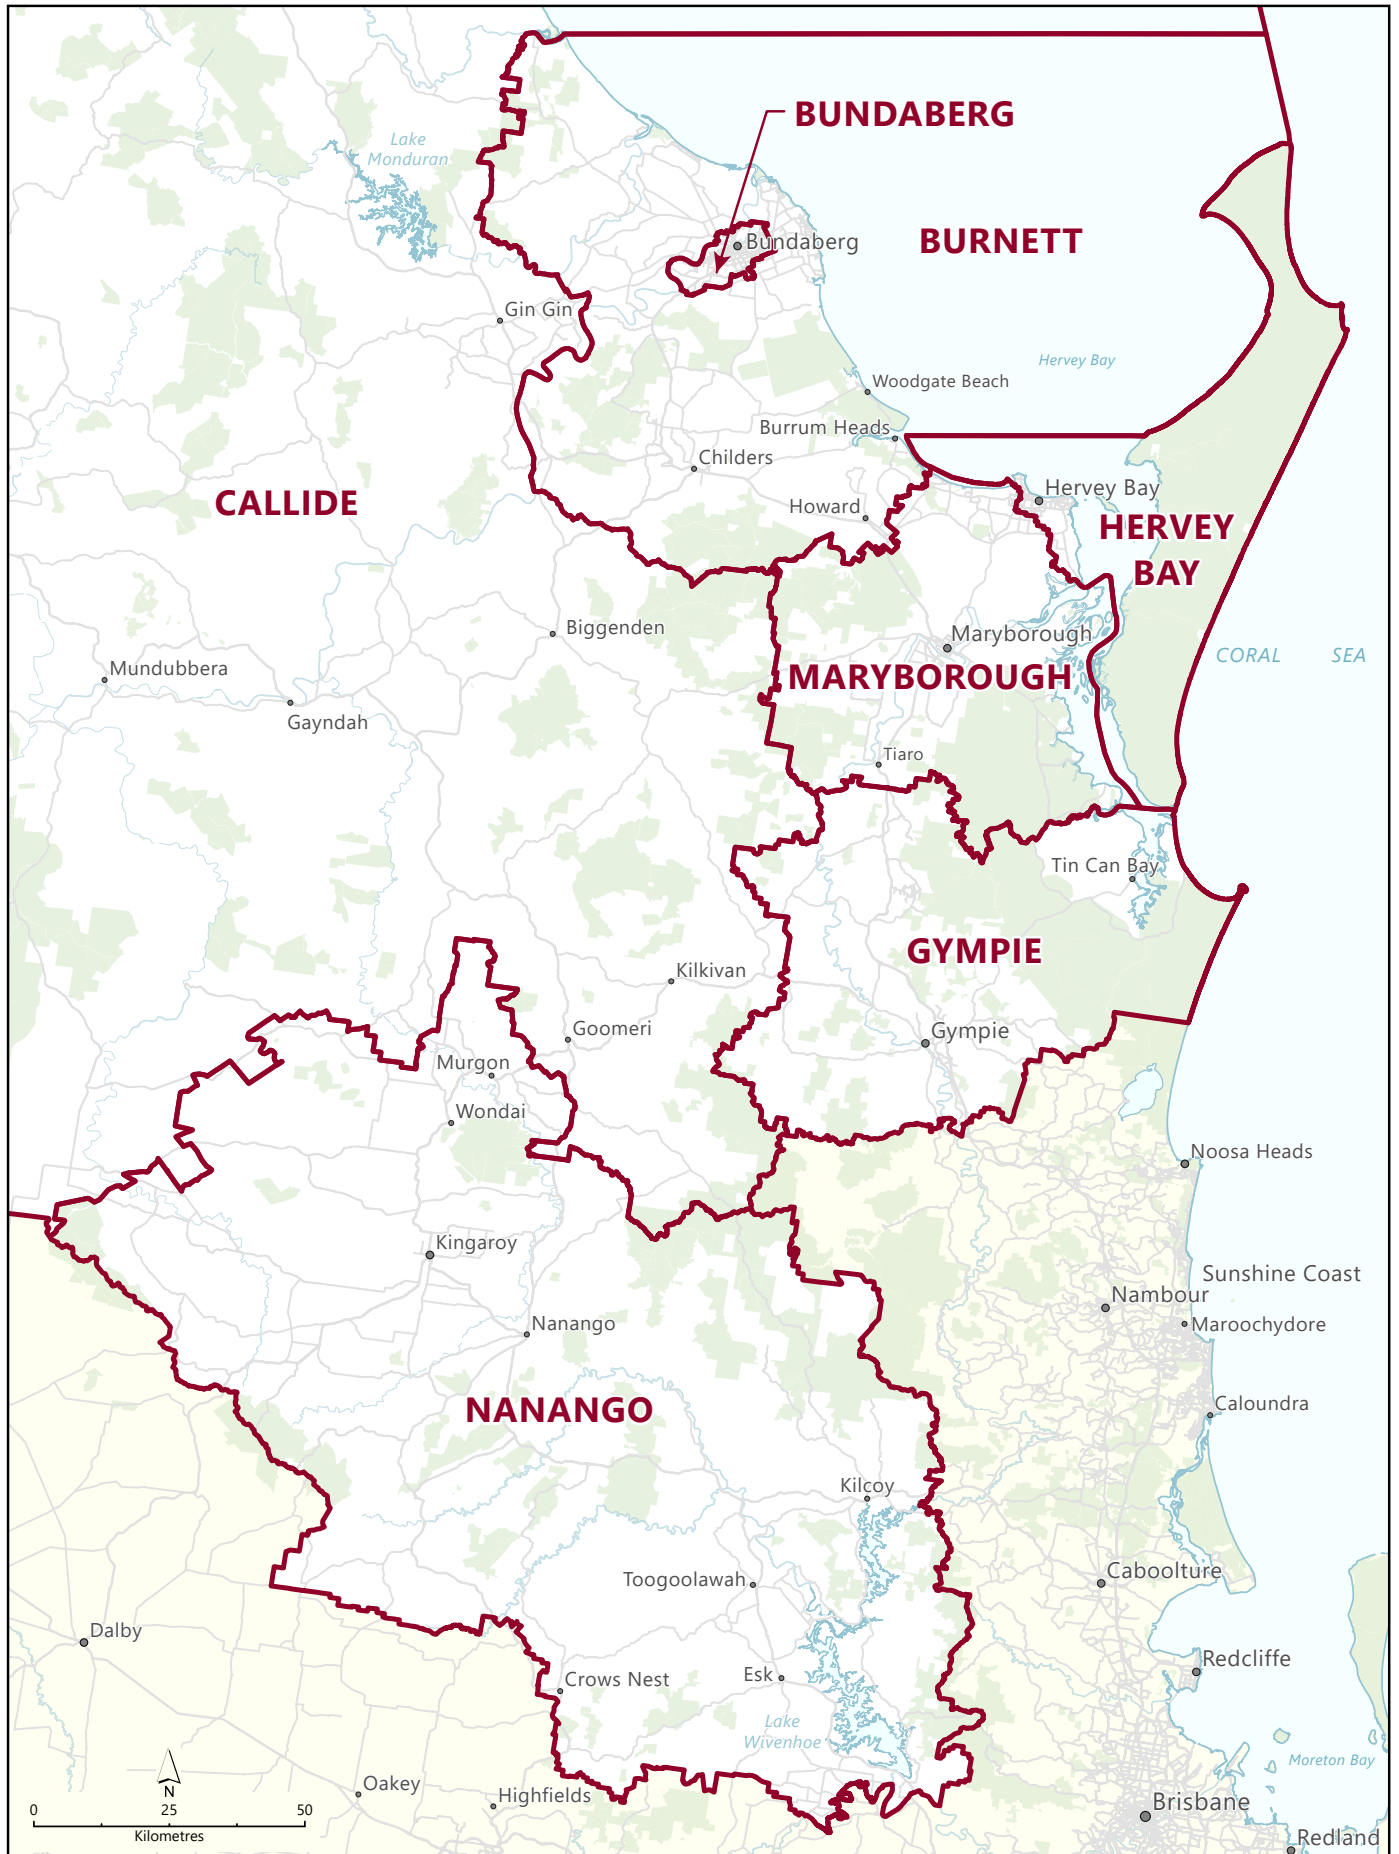 BUNDABERG
Lake
Monduran
BURNETT
Bundaberg
Gin Gin
Hervey Bay
Woodgate Beach
Burrum Heads
Childers
Hervey Bay
CALLIDE
Howard
HERVEY
BAY
Biggenden
Maryborough
CORAL SEA
Mundubbera
MARYBOROUGH
Gayndah
Tiaro
Tin Can Bay
GYMPIE
Kilkivan
Goomeri
Gympie
Murgon
Wondai
Noosa Heads
Kingaroy
Sunshine Coast
Nambour
Nanango
Maroochydore
NANANGO
Caloundra
Kilcoy
Toogoolawah
Caboolture
Dalby
Redcliffe
Esk
Crows Nest
Lake
Wivenhoe
Moreton Bay
N
Oakey
Highfields
Brisbane
0 25 50
Kilometres
Redland